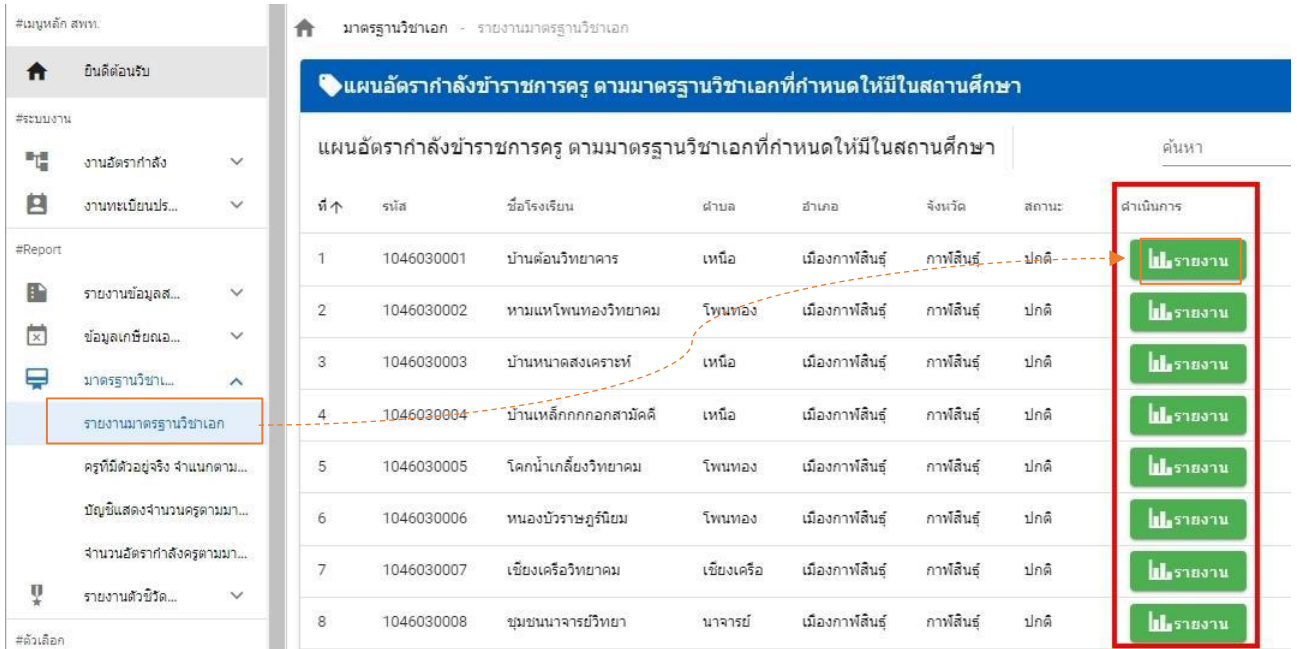 #เมนูหลัก สพท.
ยินดีต้อนรับ
#ระบบงาน
งานอัตรากำลัง
งานทะเบียนปร...
#Report
รายงานข้อมูลส...
ข้อมูลเกษียณอ...
มาตรฐานวิชาเ...
รายงานมาตรฐานวิชาเอก
ครูที่มีตัวอยู่จริง จำแนกตาม...
บัญชีแสดงจำนวนครูตามมา...
จำนวนอัตรากำลังครูตามมา...
รายงานตัวชี้วัด...
#ตัวเลือก
มาตรฐานวิชาเอก - รายงานมาตรฐานวิชาเอก
แผนอัตรากำลังข้าราชการครู ตามมาตรฐานวิชาเอกที่กำหนดให้มีในสถานศึกษา
แผนอัตรากำลังข้าราชการครู ตามมาตรฐานวิชาเอกที่กำหนดให้มีในสถานศึกษา ค้นหา
ที่ รหัส ชื่อโรงเรียน ตำบล อำเภอ จังหวัด สถานะ ดำเนินการ
1 1046030001 บ้านต้อนวิทยาคาร เหนือ เมืองกาฬสินธุ์ กาฬสินธุ์ ปกติ รายงาน
2 1046030002 หามแหโพนทองวิทยาคม โพนทอง เมืองกาฬสินธุ์ กาฬสินธุ์ ปกติ รายงาน
3 1046030003 บ้านหนาดสงเคราะห์ เหนือ เมืองกาฬสินธุ์ กาฬสินธุ์ ปกติ รายงาน
4 1046030004 บ้านเหล็กกกกอกสามัคคี เหนือ เมืองกาฬสินธุ์ กาฬสินธุ์ ปกติ รายงาน
5 1046030005 โคกน้ำเกลี้ยงวิทยาคม โพนทอง เมืองกาฬสินธุ์ กาฬสินธุ์ ปกติ รายงาน
6 1046030006 หนองบัวราษฎร์นิยม โพนทอง เมืองกาฬสินธุ์ กาฬสินธุ์ ปกติ รายงาน
7 1046030007 เชียงเครือวิทยาคม เชียงเครือ เมืองกาฬสินธุ์ กาฬสินธุ์ ปกติ รายงาน
8 1046030008 ชุมชนนาจารย์วิทยา นาจารย์ เมืองกาฬสินธุ์ กาฬสินธุ์ ปกติ รายงาน